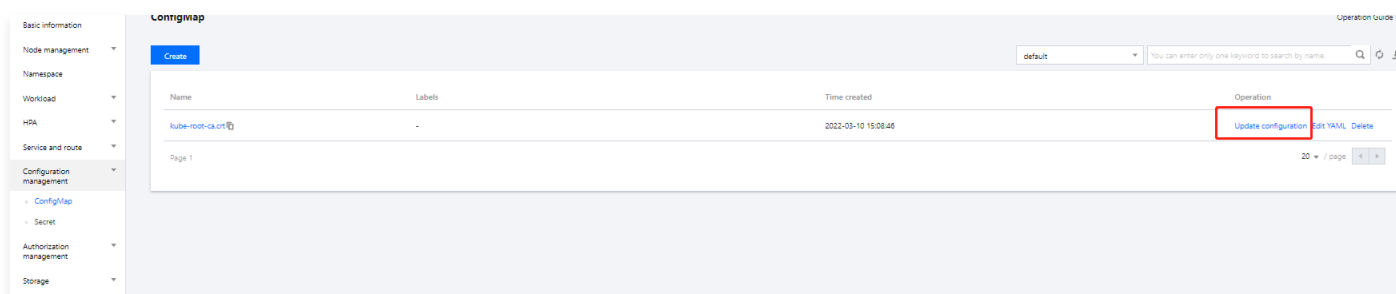 ConfigMap
Operation Guide
Basic information
Node management
Namespace
Workload
HPA
Service and route
Configuration
management
ConfigMap
Secret
Authorization
management
Storage
Create
default
You can enter only one keyword to search by name.
Name Labels Time created Operation
kube-root-ca.crt - 2022-03-10 15:08:46 Update configuration Edit YAML Delete
Page 1 20 / page